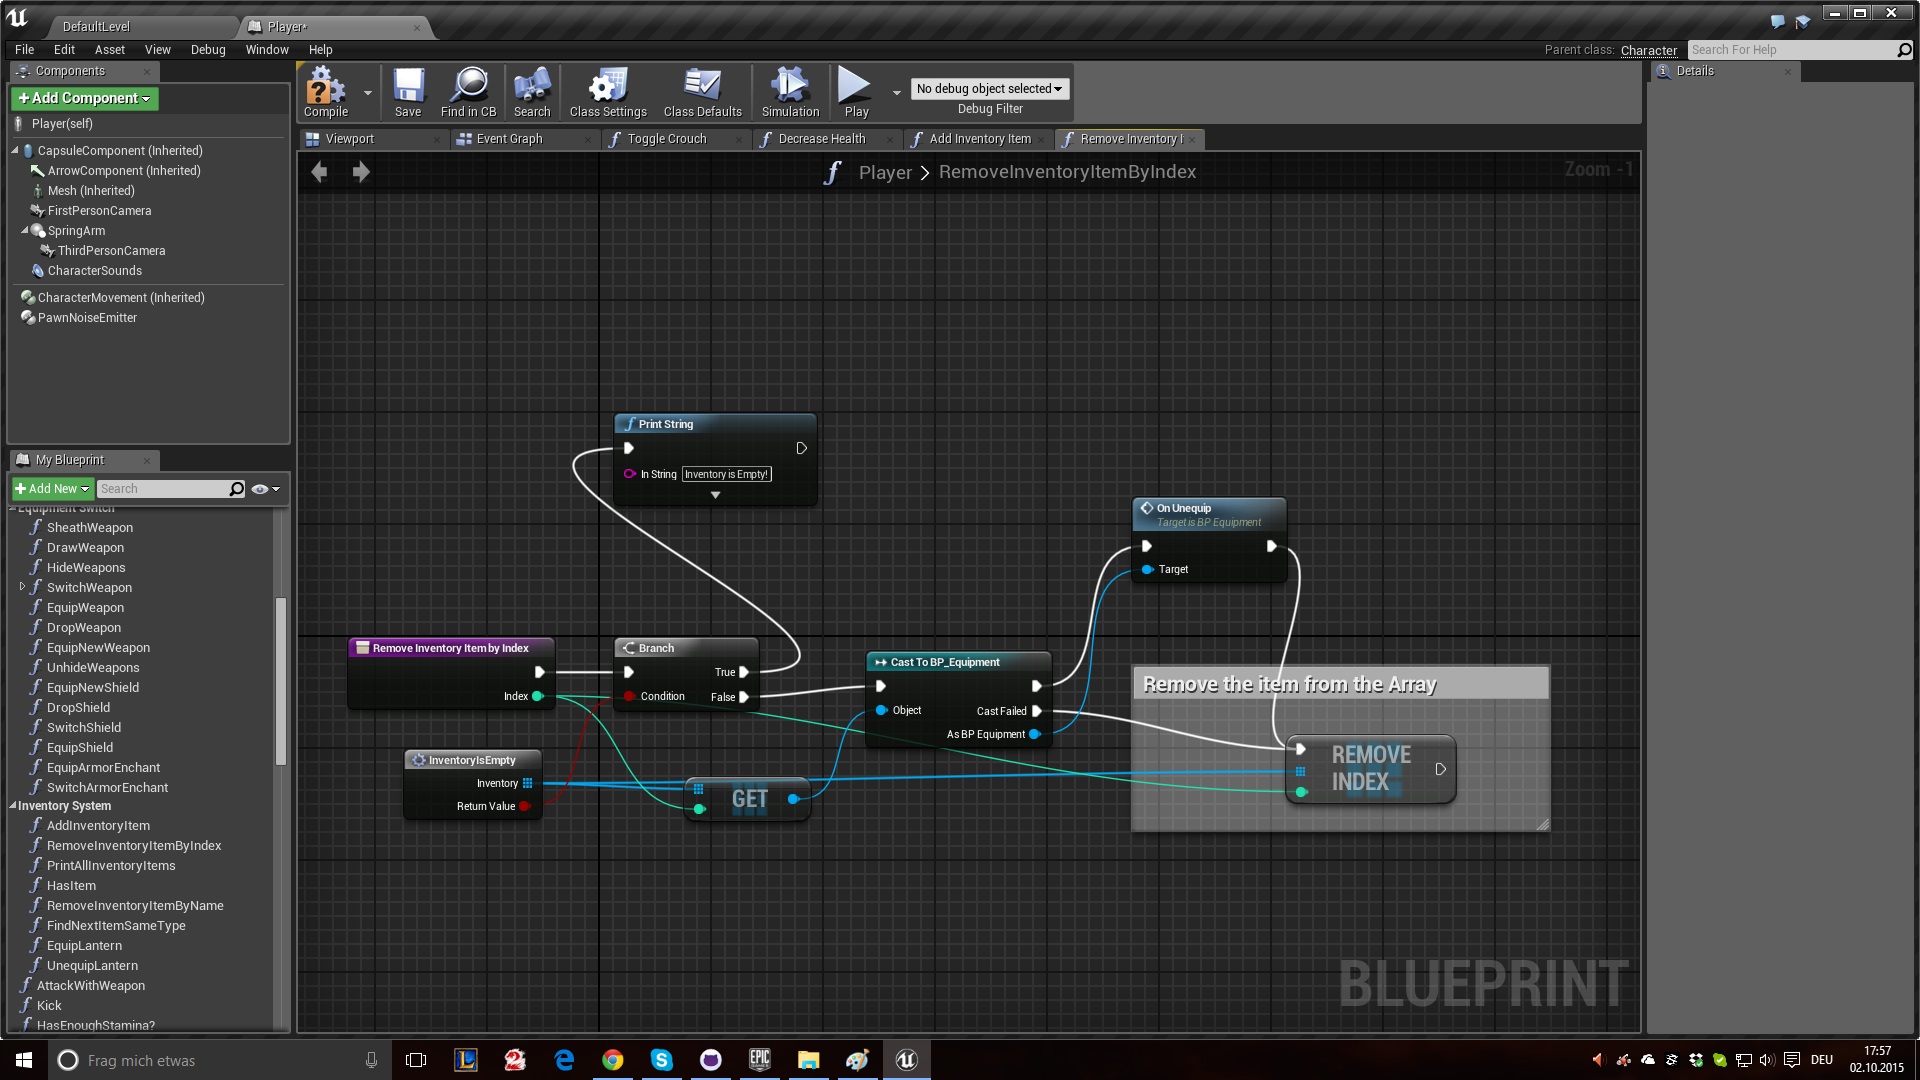 DefaultLevel
Player*
File Edit Asset View Debug Window Help
Parent class: Character
Search For Help
Components
Details
+Add Component
Compile
Save
Find in CB
Search
Class Settings
Class Defaults
Simulation
Play
No debug object selected
Debug Filter
Player(self)
CapsuleComponent (Inherited)
ArrowComponent (Inherited)
Mesh (Inherited)
FirstPersonCamera
SpringArm
ThirdPersonCamera
CharacterSounds
CharacterMovement (Inherited)
PawnNoiseEmitter
Viewport
Event Graph
Toggle Crouch
Decrease Health
Add Inventory Item
Remove Inventory I
Player > RemoveInventoryItemByIndex
Zoom -1
My Blueprint
+Add New
Search
Equipment Switch
SheathWeapon
DrawWeapon
HideWeapons
SwitchWeapon
EquipWeapon
DropWeapon
EquipNewWeapon
UnhideWeapons
EquipNewShield
DropShield
SwitchShield
EquipShield
EquipArmorEnchant
SwitchArmorEnchant
Inventory System
AddInventoryItem
RemoveInventoryItemByIndex
PrintAllInventoryItems
HasItem
RemoveInventoryItemByName
FindNextItemSameType
EquipLantern
UnequipLantern
AttackWithWeapon
Kick
HasEnoughStamina?
Print String
In String Inventory is Empty!
On Unequip
Target is BP Equipment
Target
Remove Inventory Item by Index
Index
Branch
True
Condition False
Cast To BP_Equipment
Object
Cast Failed
As BP Equipment
Remove the item from the Array
REMOVE
INDEX
InventoryIsEmpty
Inventory
Return Value
GET
BLUEPRINT
Frag mich etwas
EPIC
GAMES
DEU
17:57
02.10.2015